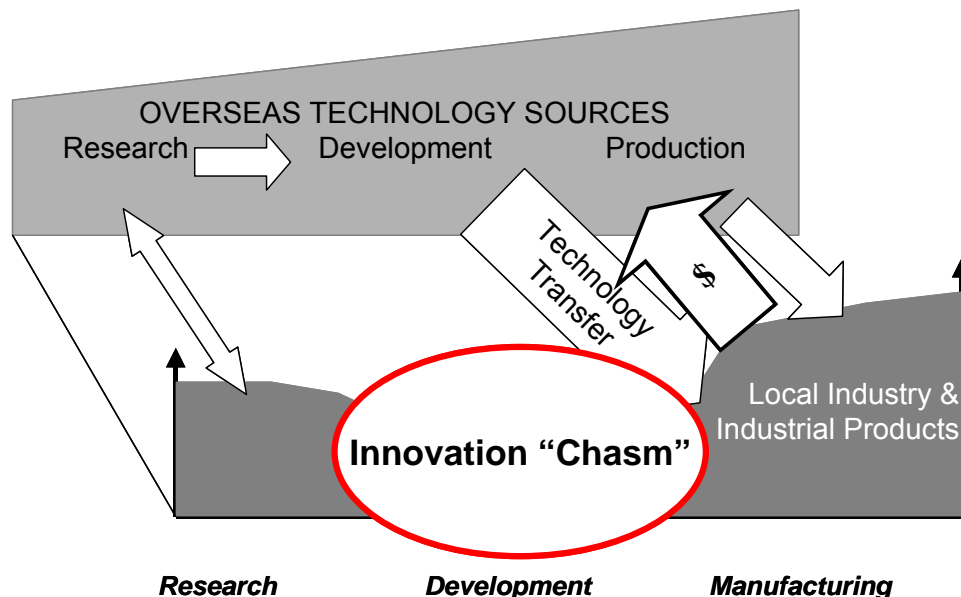 OVERSEAS TECHNOLOGY SOURCES
Research Development Production
Technology
Transfer
$
Local Industry &
Industrial Products
Innovation “Chasm”
Research Development Manufacturing